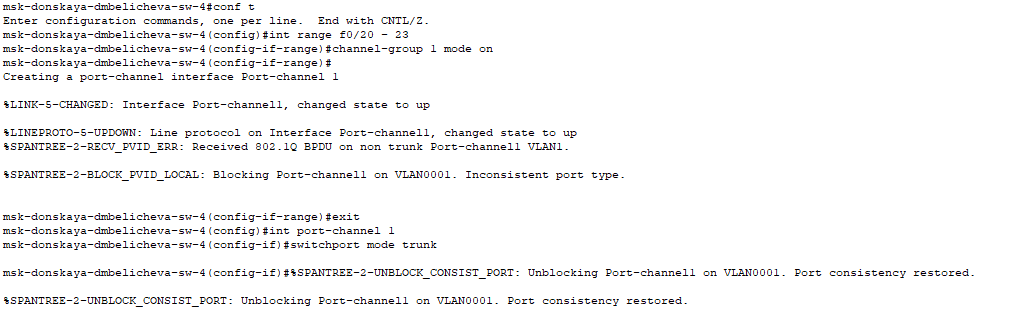 msk-donskaya-dmbelicheva-sw-4#conf t
Enter configuration commands, one per line.  End with CNTL/Z.
msk-donskaya-dmbelicheva-sw-4(config)#int range f0/20 - 23
msk-donskaya-dmbelicheva-sw-4(config-if-range)#channel-group 1 mode on
msk-donskaya-dmbelicheva-sw-4(config-if-range)#
Creating a port-channel interface Port-channel 1
%LINK-5-CHANGED: Interface Port-channel1, changed state to up
%LINEPROTO-5-UPDOWN: Line protocol on Interface Port-channel1, changed state to up
%SPANTREE-2-RECV_PVID_ERR: Received 802.1Q BPDU on non trunk Port-channel1 VLAN1.
%SPANTREE-2-BLOCK_PVID_LOCAL: Blocking Port-channel1 on VLAN0001. Inconsistent port type.
msk-donskaya-dmbelicheva-sw-4(config-if-range)#exit
msk-donskaya-dmbelicheva-sw-4(config)#int port-channel 1
msk-donskaya-dmbelicheva-sw-4(config-if)#switchport mode trunk
msk-donskaya-dmbelicheva-sw-4(config-if)#%SPANTREE-2-UNBLOCK_CONSIST_PORT: Unblocking Port-channel1 on VLAN0001. Port consistency restored.
%SPANTREE-2-UNBLOCK_CONSIST_PORT: Unblocking Port-channel1 on VLAN0001. Port consistency restored.